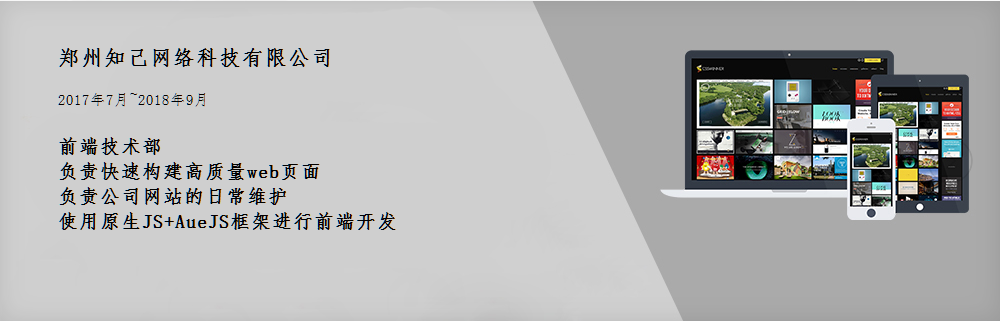 郑州知己网络科技有限公司
2017年7月~2018年9月
前端技术部
负责快速构建高质量web页面
负责公司网站的日常维护
使用原生JS+AueJS框架进行前端开发
LOOK
BOOK